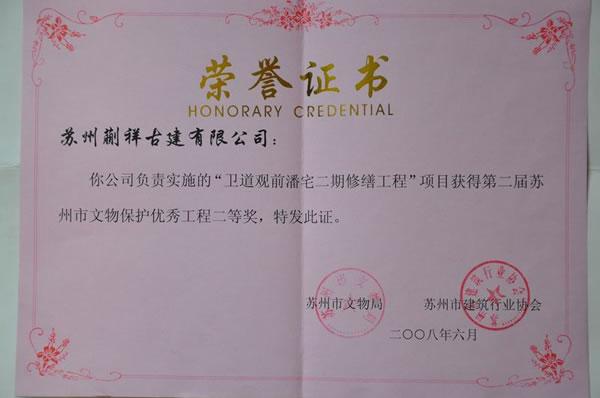 荣誉证书
HONORARY CREDENTIAL
苏州蒯祥古建有限公司：
你公司负责实施的“卫道观前潘宅二期修缮工程”项目获得第二届苏
州市文物保护优秀工程二等奖，特发此证。
苏州市文物局 苏州市建筑行业协会
二〇〇八年六月